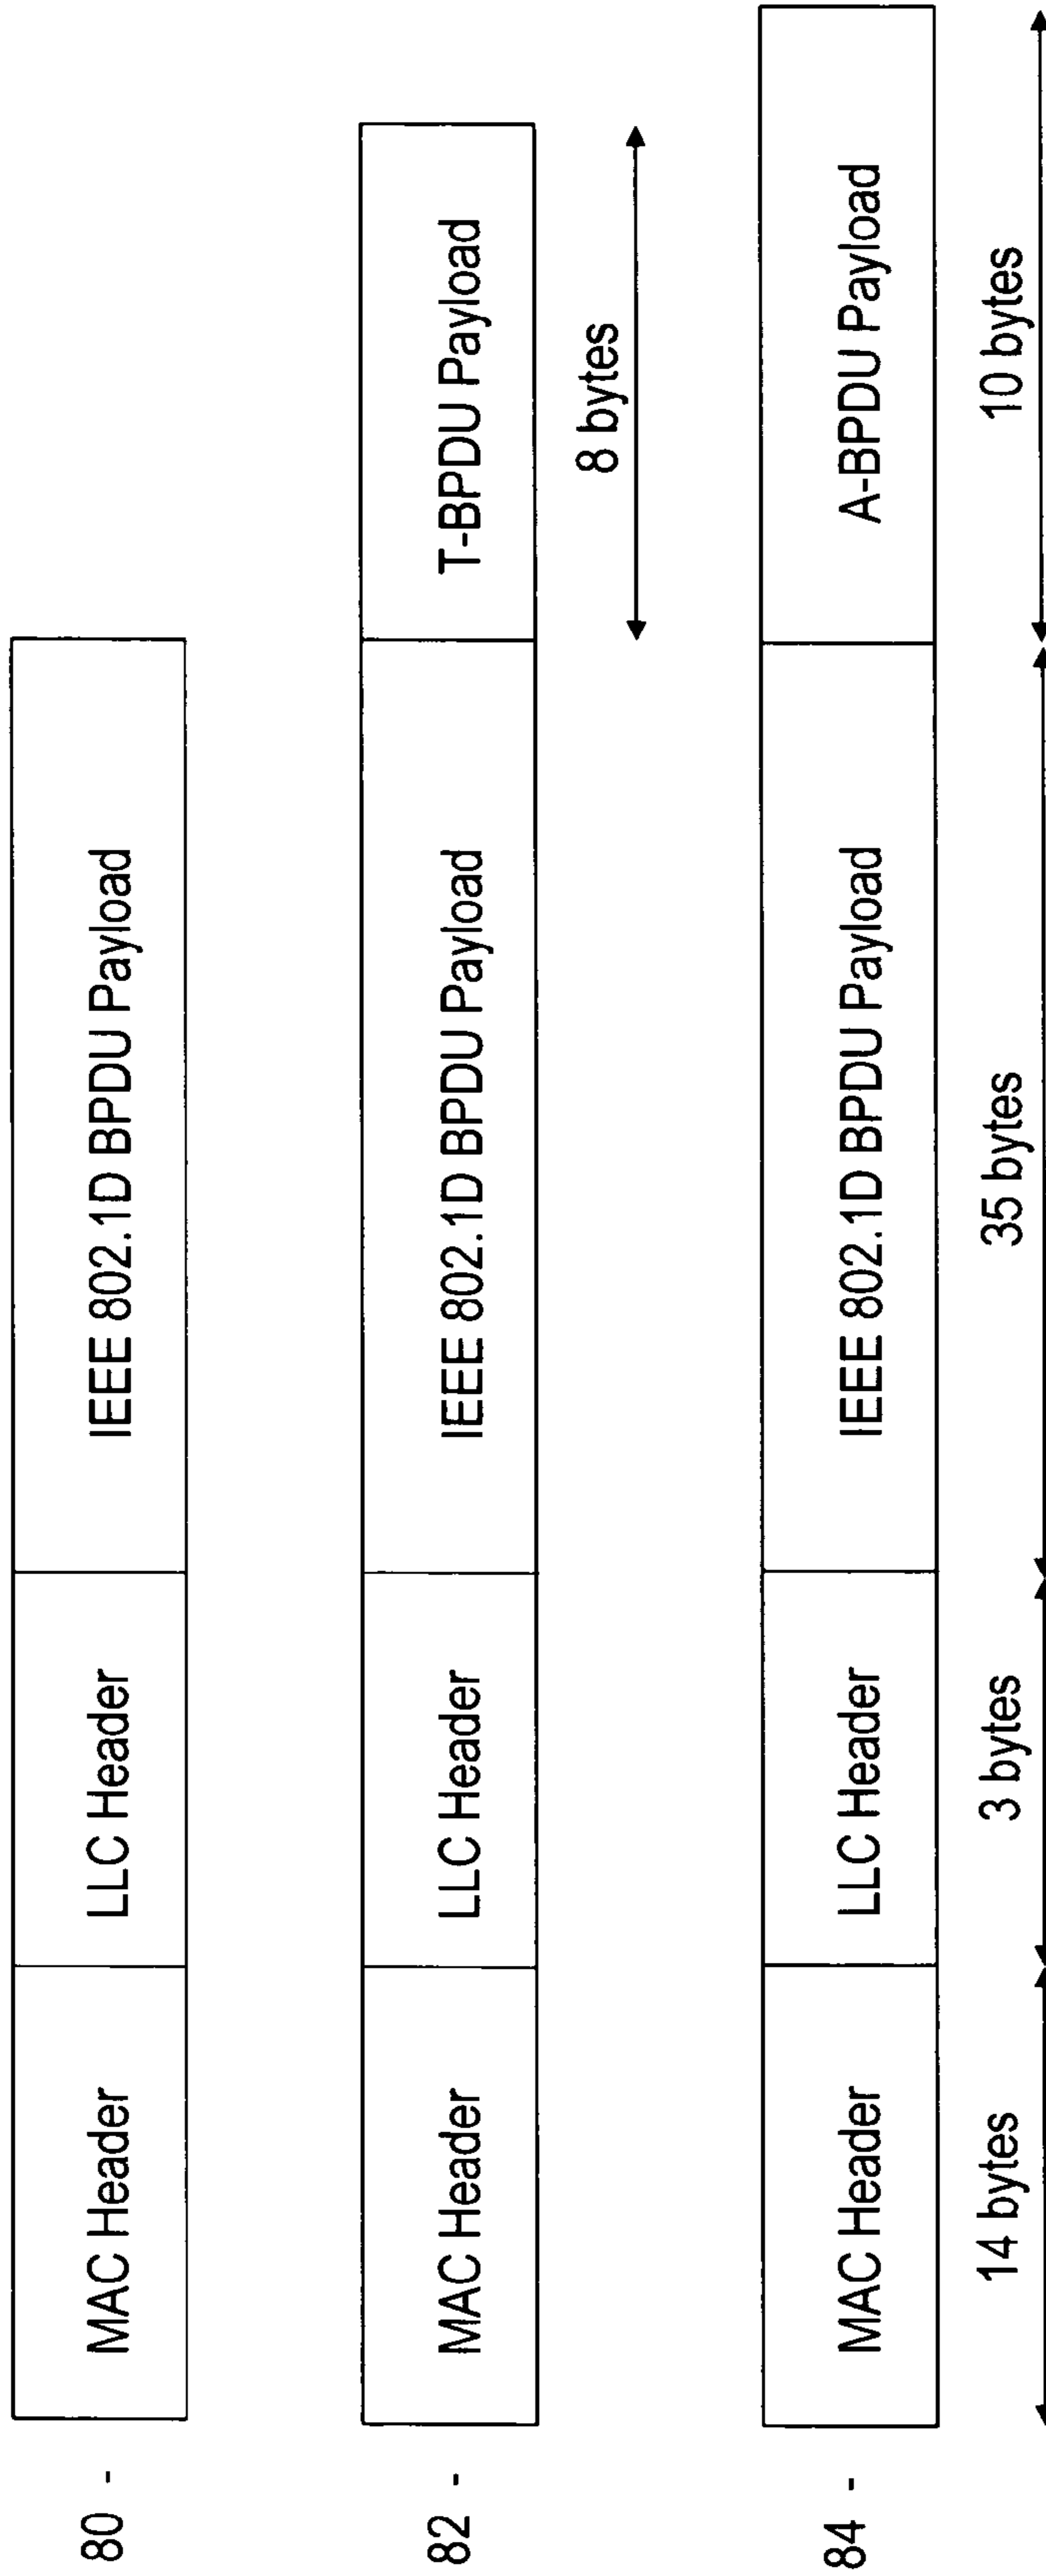 80 -
MAC Header
LLC Header
IEEE 802.1D BPDU Payload
82 -
MAC Header
LLC Header
IEEE 802.1D BPDU Payload
T-BPDU Payload
8 bytes
84 -
MAC Header
LLC Header
IEEE 802.1D BPDU Payload
A-BPDU Payload
14 bytes
3 bytes
35 bytes
10 bytes